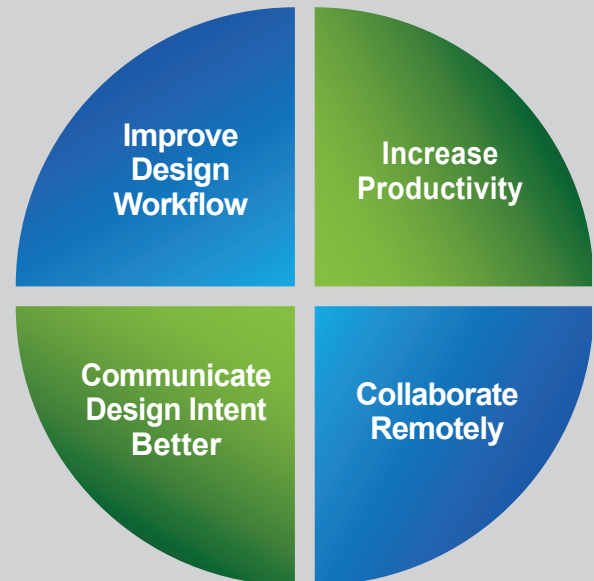 Improve
Design
Workflow
Increase
Productivity
Communicate
Design Intent
Better
Collaborate
Remotely